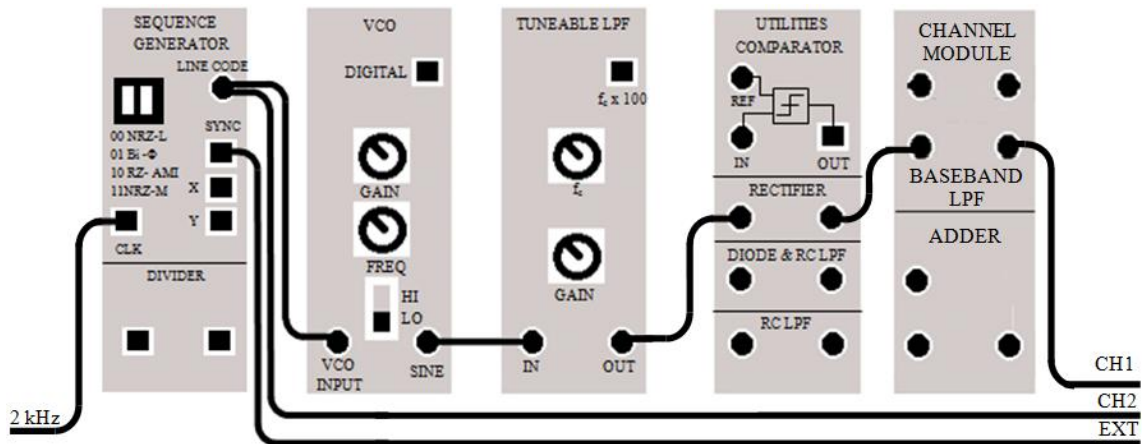 SEQUENCE
GENERATOR
LINE CODE
00 NRZ-L
01 Bi -Φ
10 RZ- AMI
11NRZ-M
SYNC
X
Y
CLK
DIVIDER
2 kHz
VCO
DIGITAL
GAIN
FREQ
HI
LO
VCO
INPUT
SINE
TUNEABLE LPF
fc x 100
fc
GAIN
IN
OUT
UTILITIES
COMPARATOR
REF
IN
OUT
RECTIFIER
DIODE & RC LPF
RC LPF
CHANNEL
MODULE
BASEBAND
LPF
ADDER
CH1
CH2
EXT